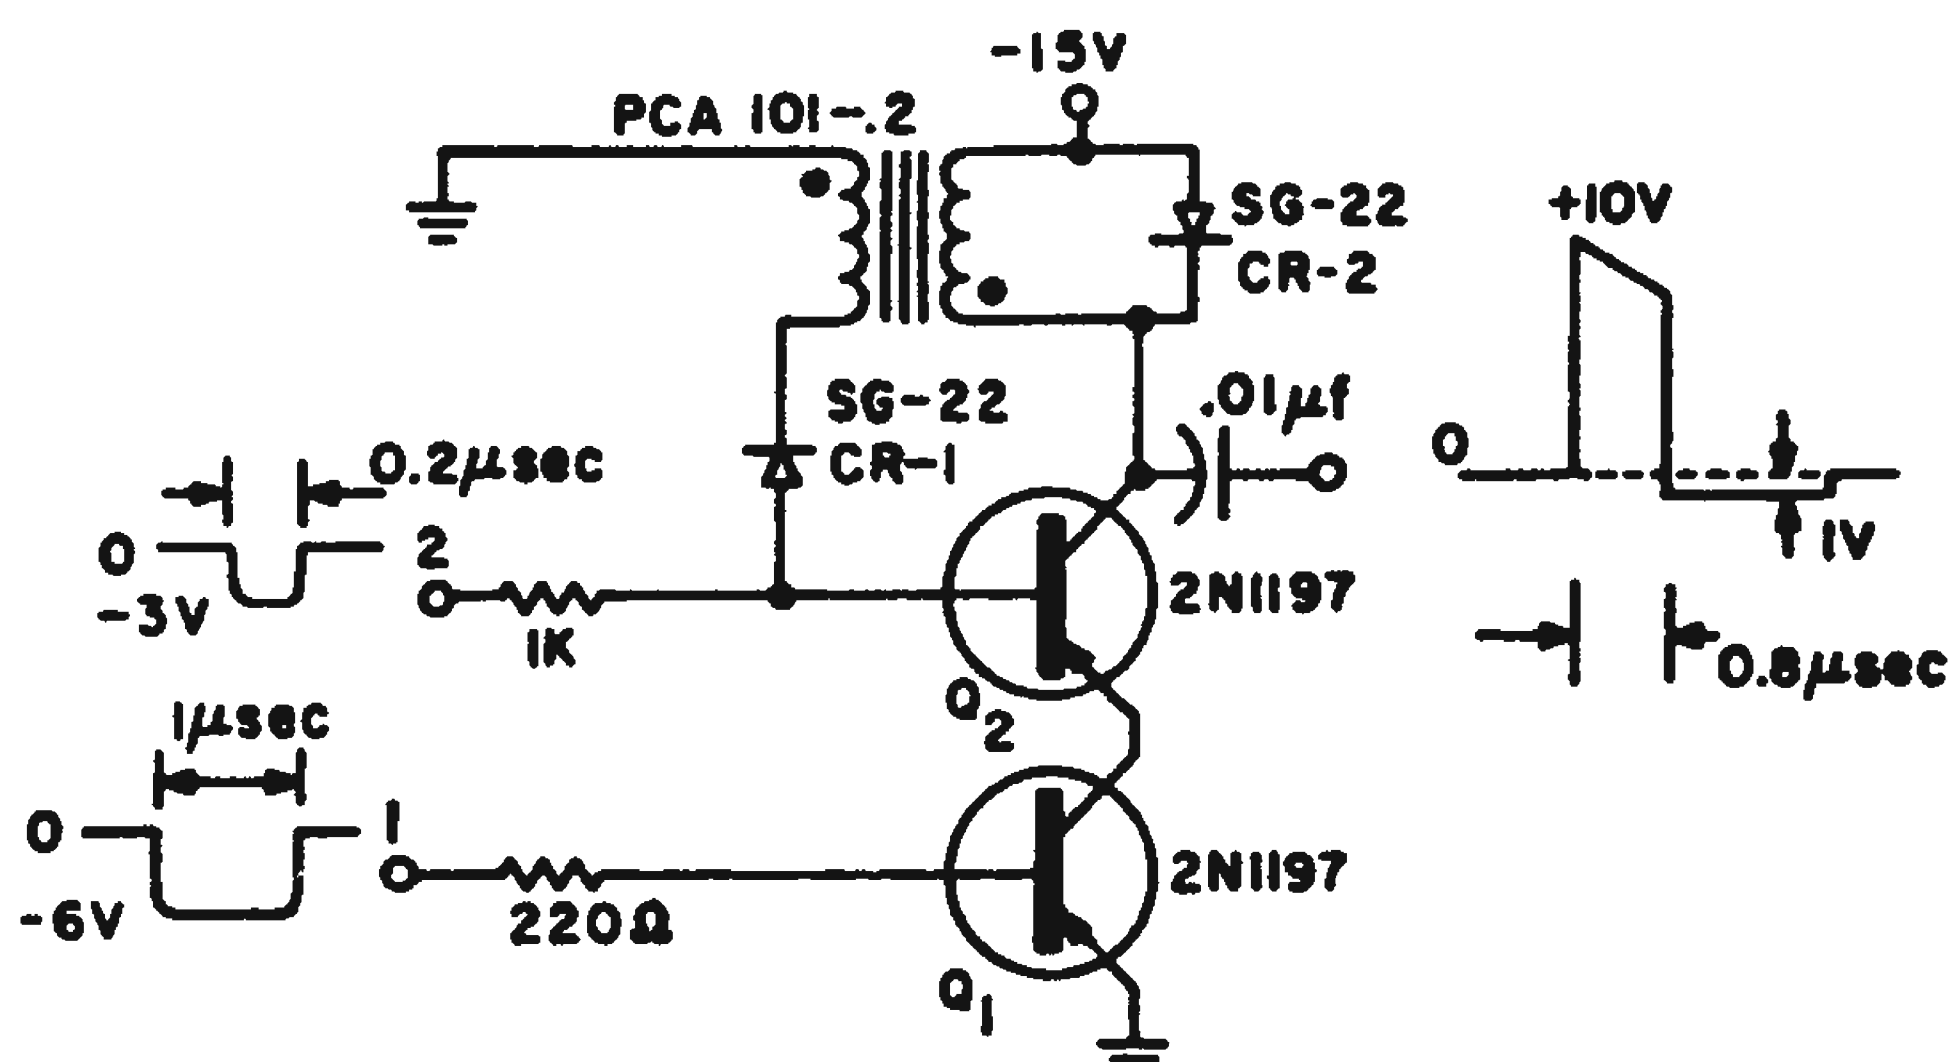 -15V
PCA 101-.2
SG-22
CR-2
+10V
SG-22
CR-1
.01μf
0
0.2μsec
0
2
-3V
1K
1V
2N1197
0.8μsec
Q2
1μsec
0
1
-6V
220Ω
2N1197
Q1